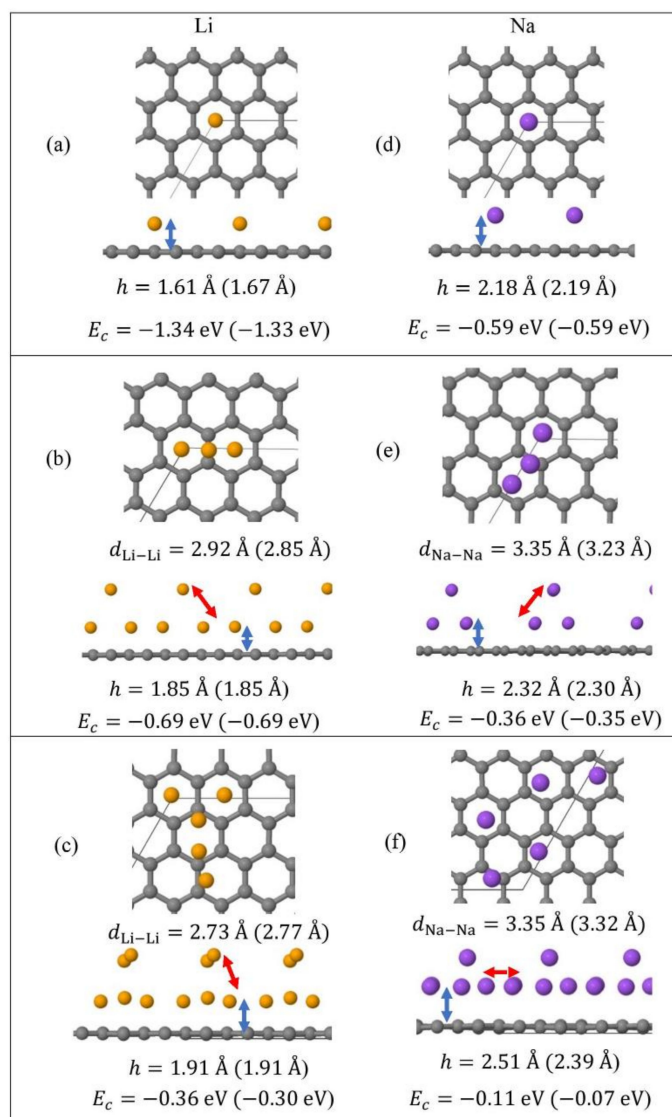 Li Na
(a) (d)
h = 1.61 Å (1.67 Å) h = 2.18 Å (2.19 Å)
E_c = −1.34 eV (−1.33 eV) E_c = −0.59 eV (−0.59 eV)
(b) (e)
d_Li−Li = 2.92 Å (2.85 Å) d_Na−Na = 3.35 Å (3.23 Å)
h = 1.85 Å (1.85 Å) h = 2.32 Å (2.30 Å)
E_c = −0.69 eV (−0.69 eV) E_c = −0.36 eV (−0.35 eV)
(c) (f)
d_Li−Li = 2.73 Å (2.77 Å) d_Na−Na = 3.35 Å (3.32 Å)
h = 1.91 Å (1.91 Å) h = 2.51 Å (2.39 Å)
E_c = −0.36 eV (−0.30 eV) E_c = −0.11 eV (−0.07 eV)